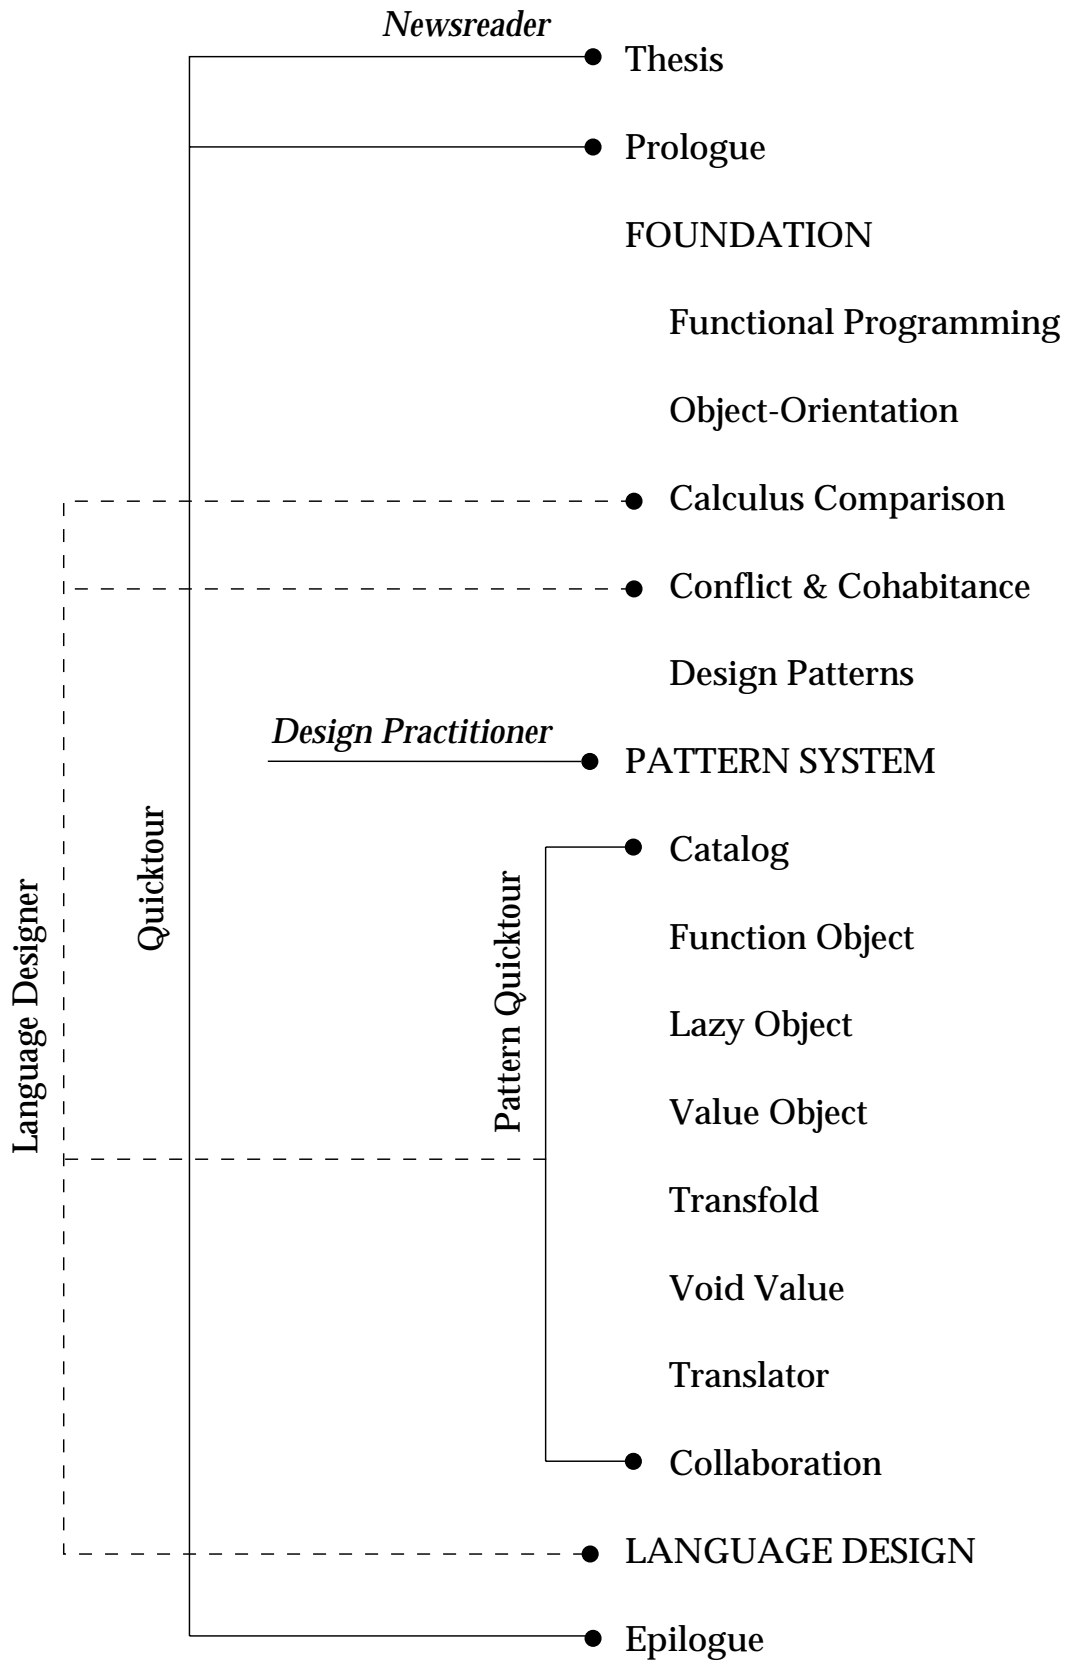 Newsreader
Thesis
Prologue
FOUNDATION
Functional Programming
Object-Orientation
Calculus Comparison
Conflict & Cohabitance
Design Patterns
Design Practitioner
PATTERN SYSTEM
Language Designer
Quicktour
Pattern Quicktour
Catalog
Function Object
Lazy Object
Value Object
Transfold
Void Value
Translator
Collaboration
LANGUAGE DESIGN
Epilogue